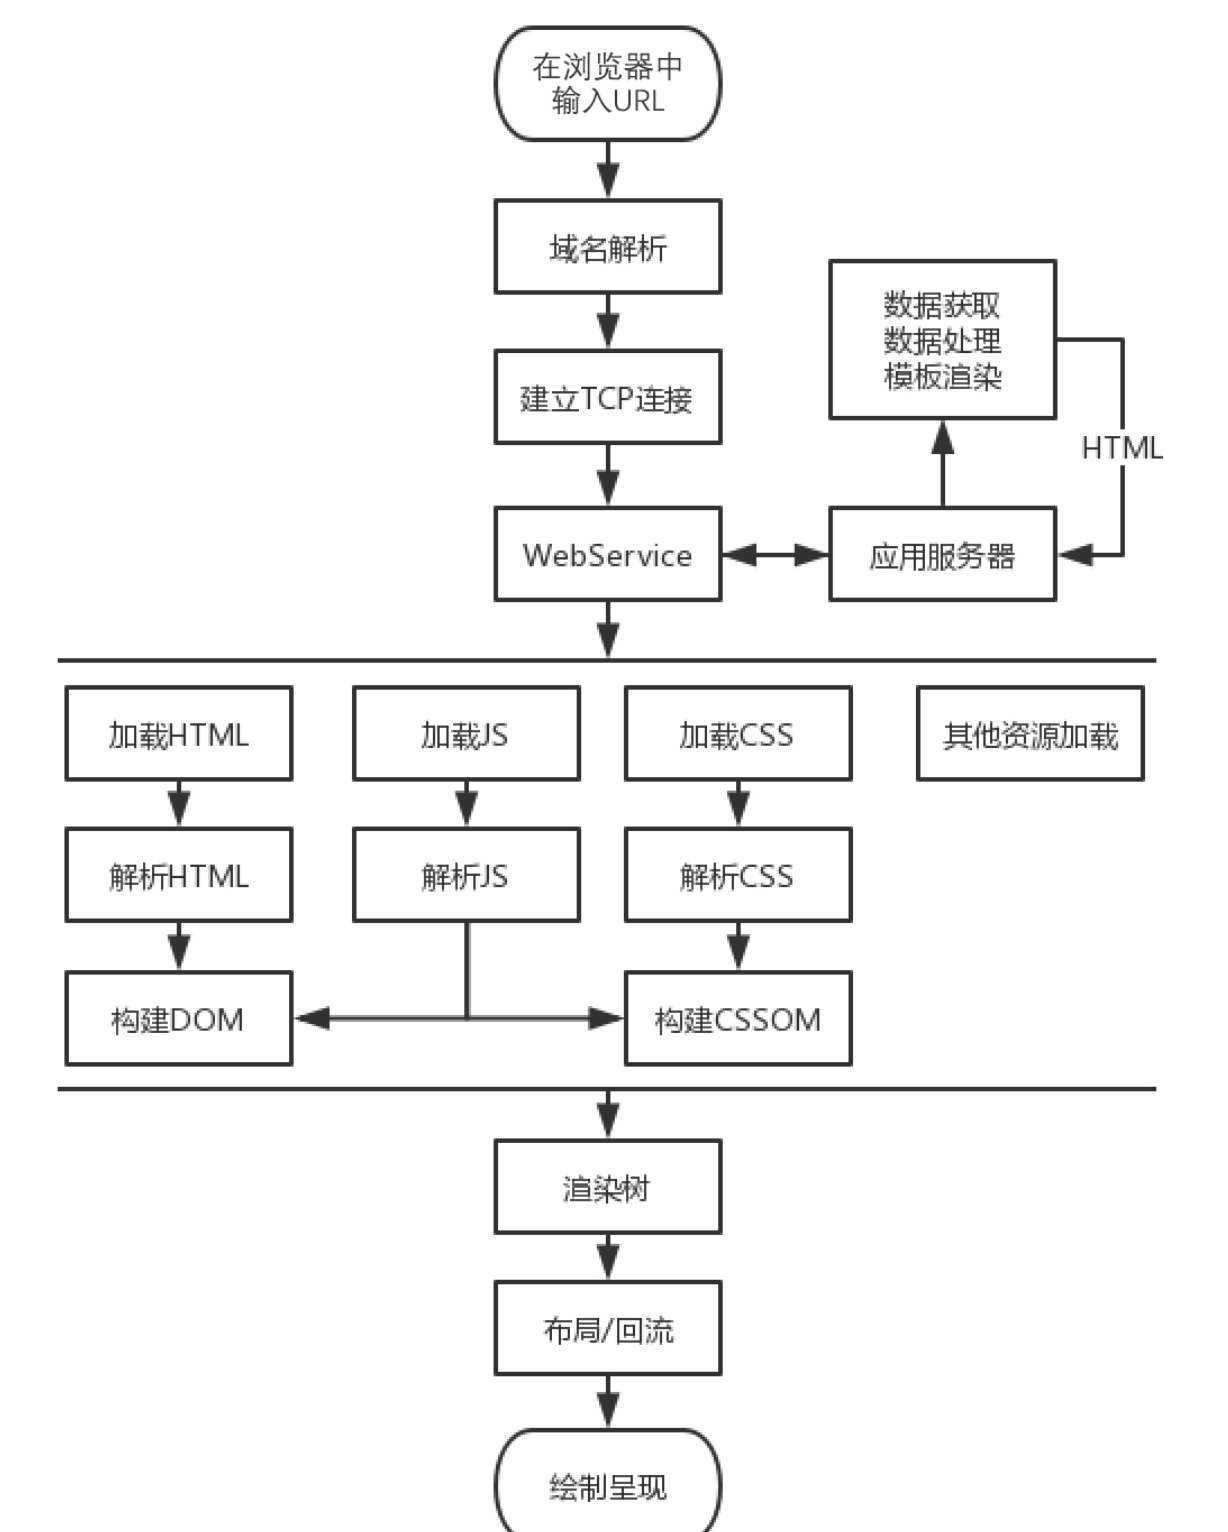 在浏览器中
输入URL
域名解析
数据获取
数据处理
模板渲染
建立TCP连接
HTML
WebService
应用服务器
加载HTML
加载JS
加载CSS
其他资源加载
解析HTML
解析JS
解析CSS
构建DOM
构建CSSOM
渲染树
布局/回流
绘制呈现